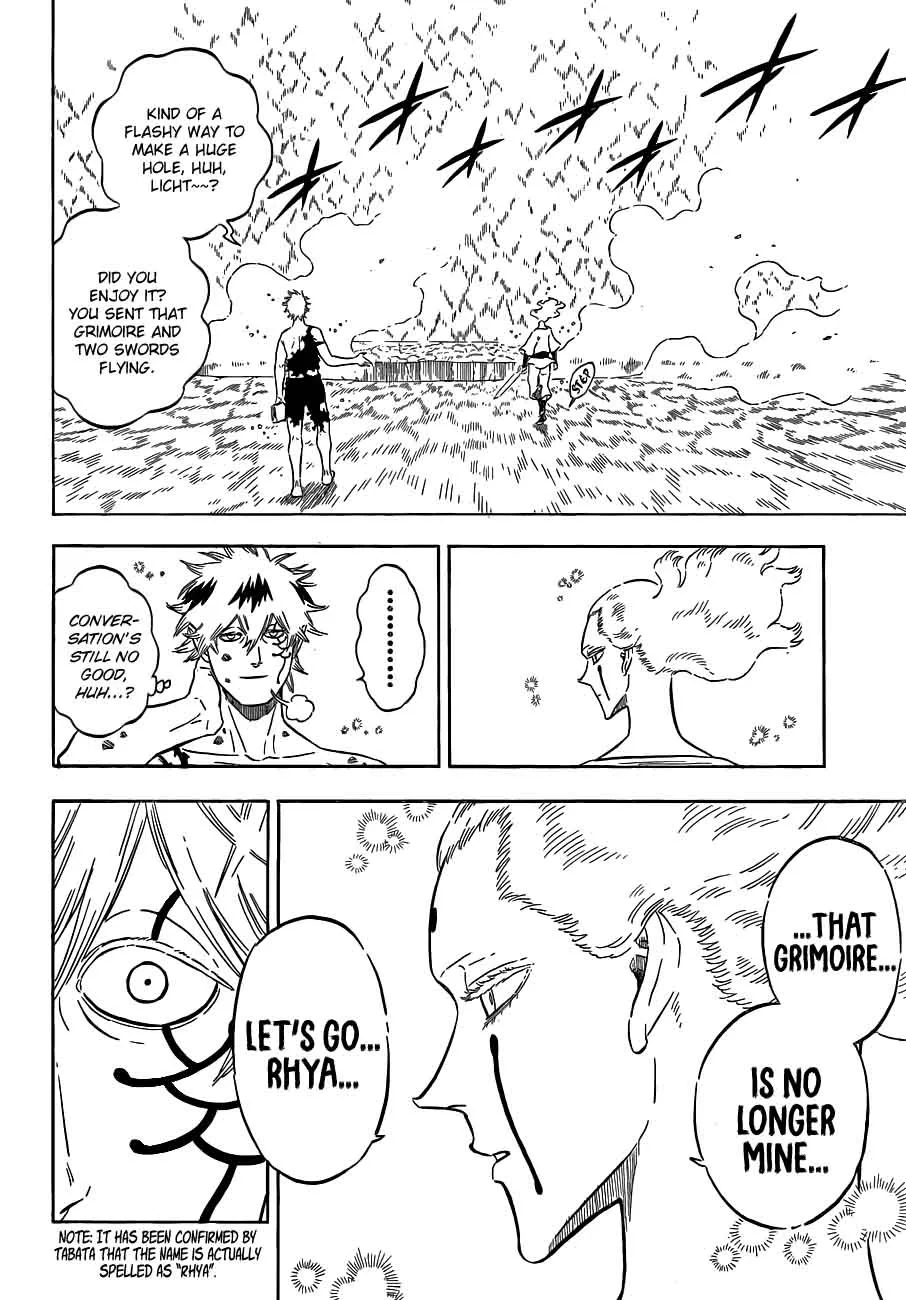 KIND OF A
FLASHY WAY TO
MAKE A HUGE
HOLE, HUH,
LICHT~~?
DID YOU
ENJOY IT?
YOU SENT THAT
GRIMOIRE AND
TWO SWORDS
FLYING.
STEP
CONVER-
SATION'S
STILL NO
GOOD,
HUH...?
..........
...THAT
GRIMOIRE...
IS NO
LONGER
MINE...
LET'S GO...
RHYA...
NOTE: IT HAS BEEN CONFIRMED BY
TABATA THAT THE NAME IS ACTUALLY
SPELLED AS "RHYA".